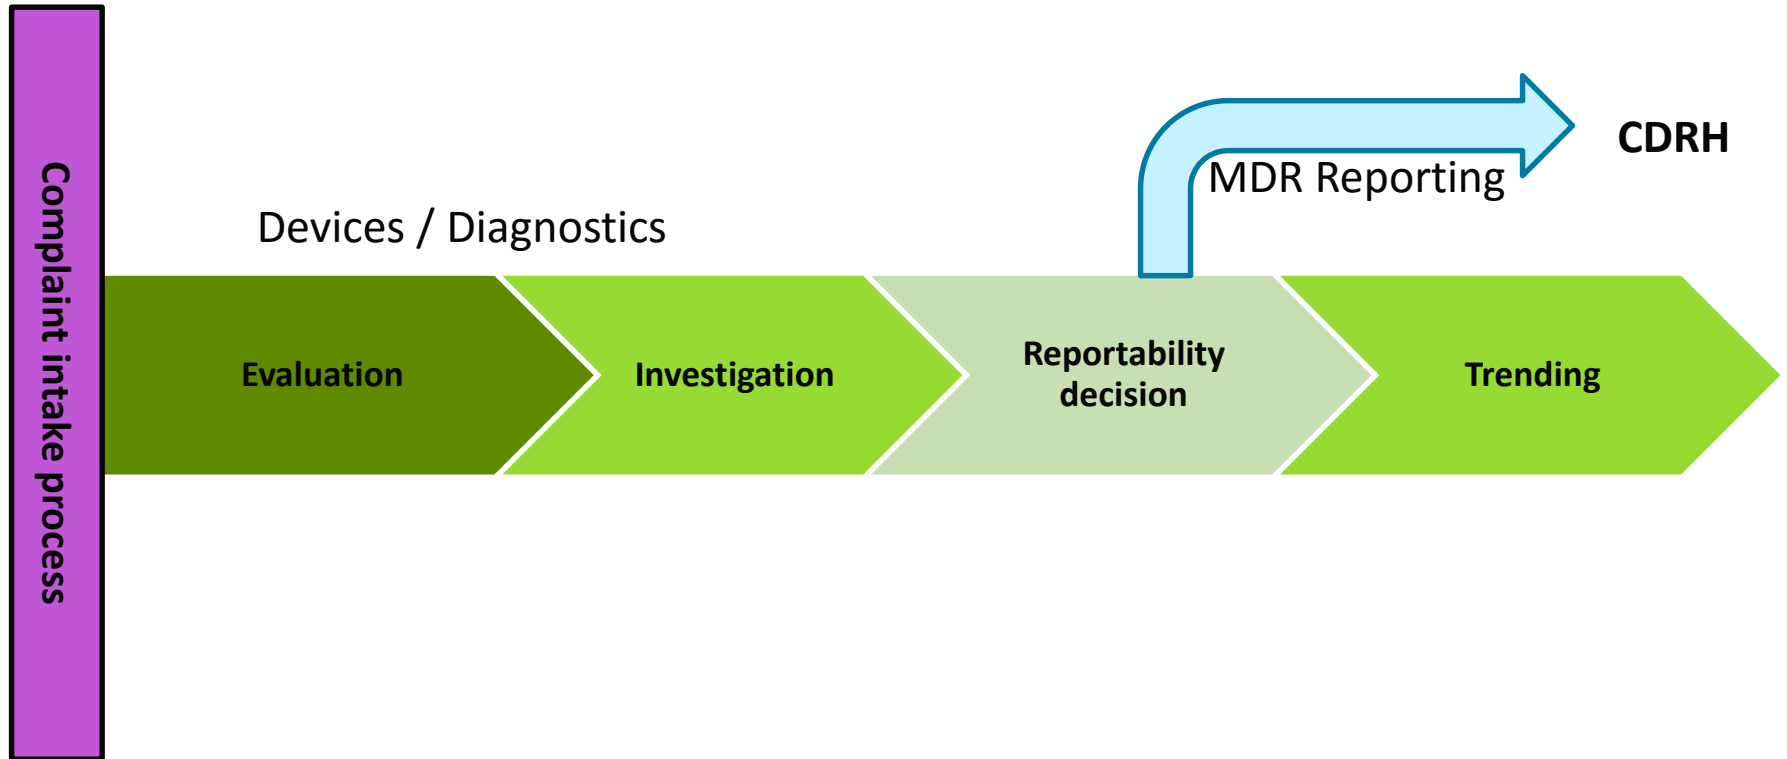 Complaint intake process
CDRH
MDR Reporting
Devices / Diagnostics
Evaluation
Investigation
Reportability
decision
Trending